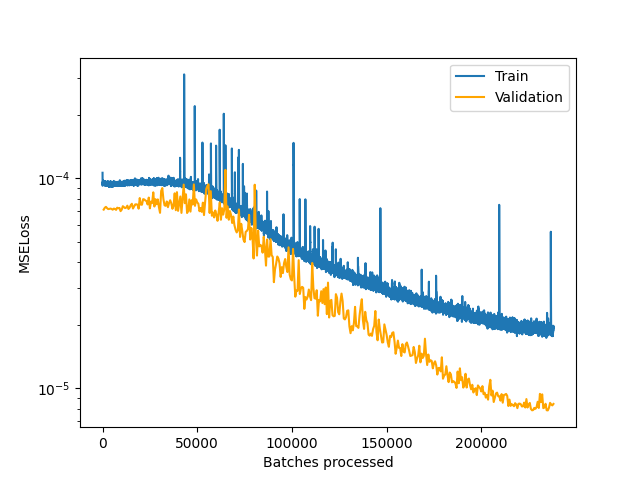 Train
Validation
10⁻⁴
10⁻⁵
MSELoss
0 50000 100000 150000 200000
Batches processed